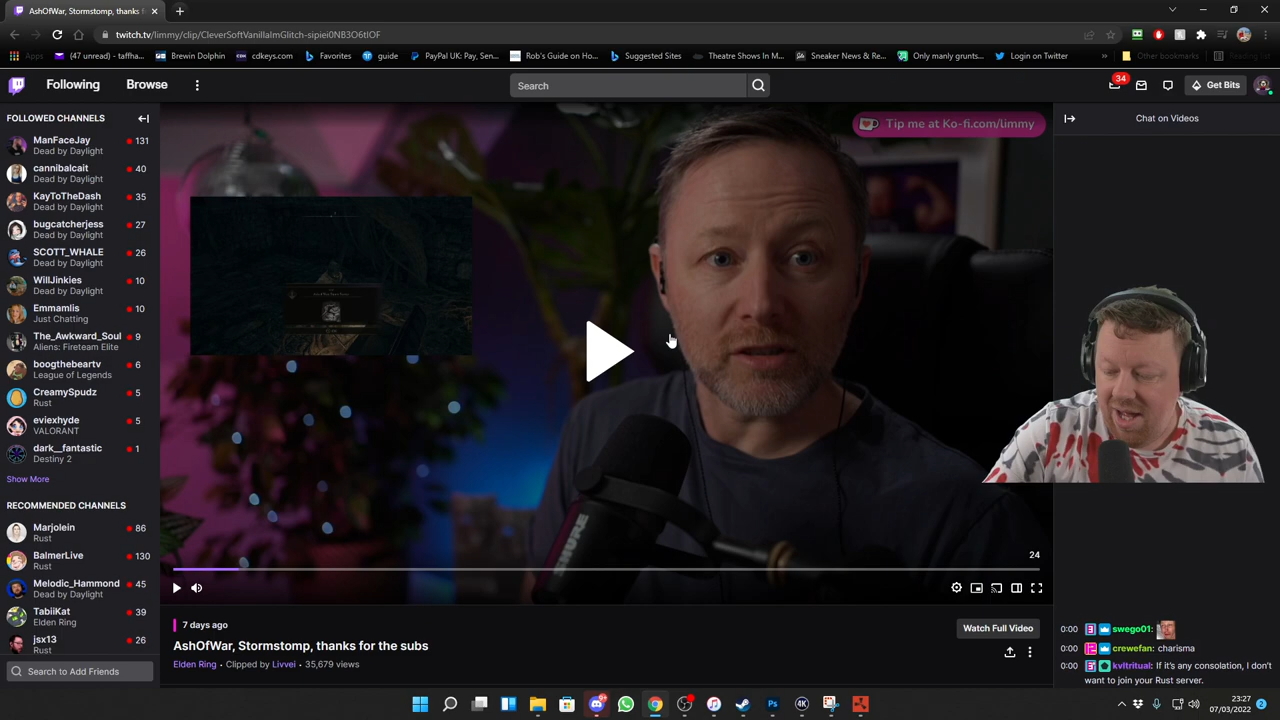 AshOfWar, Stormstomp, thanks f
twitch.tv/limmy/clip/CleverSoftVanillaImGlitch-sipiei0NB3O6tIOF
Apps
(47 unread) - taffha...
Brewin Dolphin
cdkeys.com
Favorites
guide
PayPal UK: Pay, Sen...
Rob's Guide on Ho...
Suggested Sites
Theatre Shows In M...
Sneaker News & Re...
Only manly grunts...
Login on Twitter
Other bookmarks
Reading list
Following
Browse
Search
34
Get Bits
FOLLOWED CHANNELS
ManFaceJay 131
Dead by Daylight
cannibalcait 40
Dead by Daylight
KayToTheDash 35
Dead by Daylight
bugcatcherjess 27
Dead by Daylight
SCOTT_WHALE 26
Dead by Daylight
WillJinkies 10
Dead by Daylight
Emmamlis 10
Just Chatting
The_Awkward_Soul 9
Aliens: Fireteam Elite
boogthebeartv 6
League of Legends
CreamySpudz 5
Rust
eviexhyde 5
VALORANT
dark__fantastic 1
Destiny 2
Show More
RECOMMENDED CHANNELS
Marjolein 86
Rust
BalmerLive 130
Rust
Melodic_Hammond 45
Dead by Daylight
TabiiKat 39
Elden Ring
jsx13 26
Rust
Search to Add Friends
Tip me at Ko-fi.com/limmy
24
7 days ago
Watch Full Video
AshOfWar, Stormstomp, thanks for the subs
Elden Ring • Clipped by Livvei • 35,679 views
Chat on Videos
0:00 swego01:
0:00 crewefan: charisma
0:00 kvltritual: If it's any consolation, I don't
want to join your Rust server.
23:27
07/03/2022
2